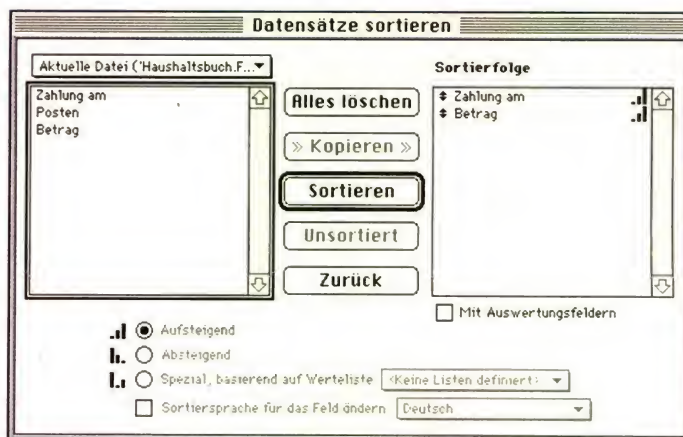 Datensätze sortieren
Aktuelle Datei ('Haushaltsbuch.F...
Zahlung am
Posten
Betrag
Alles löschen
» Kopieren »
Sortieren
Unsortiert
Zurück
Sortierfolge
Zahlung am
Betrag
Mit Auswertungsfeldern
Aufsteigend
Absteigend
Spezial, basierend auf Werteliste <Keine Listen definiert>
Sortiersprache für das Feld ändern Deutsch